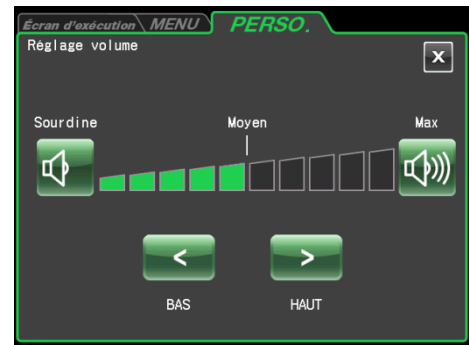 Écran d'exécution MENU PERSO.
Réglage volume
X
Sourdine Moyen Max
< >
BAS HAUT